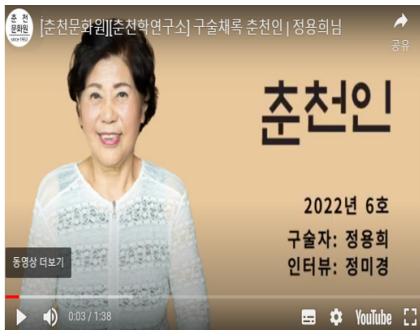 춘천
문화원
since 1952
[춘천문화원][춘천학연구소] 구술채록 춘천인 | 정용희님
공유
춘천인
2022년 6호
구술자: 정용희
인터뷰: 정미경
동영상 더보기
0:03 / 1:38
YouTube